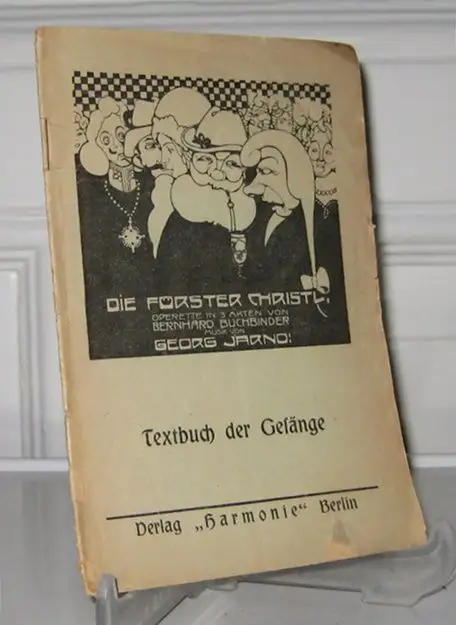 DIE FÖRSTER CHRISTL:
OPERETTE IN 3 AKTEN VON
BERNHARD BUCHBINDER
MUSIK VON
GEORG JARNO:
Textbuch der Gesänge
Verlag „Harmonie" Berlin